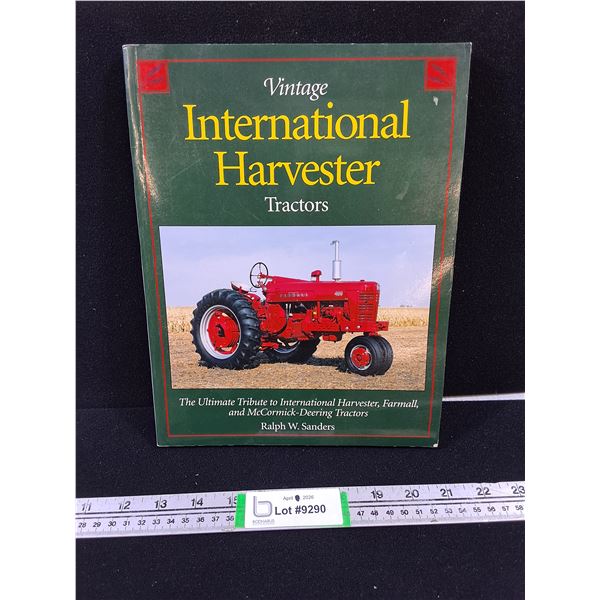 Vintage
International
Harvester
Tractors
FARMALL
The Ultimate Tribute to International Harvester, Farmall,
and McCormick-Deering Tractors
Ralph W. Sanders
April 2026
Lot #9290
BODNARUS
11 12 13 14 15 19 20 21 22 23
28 29 30 31 32 33 34 35 36 37 47 48 49 50 51 52 53 54 55 56 57 58